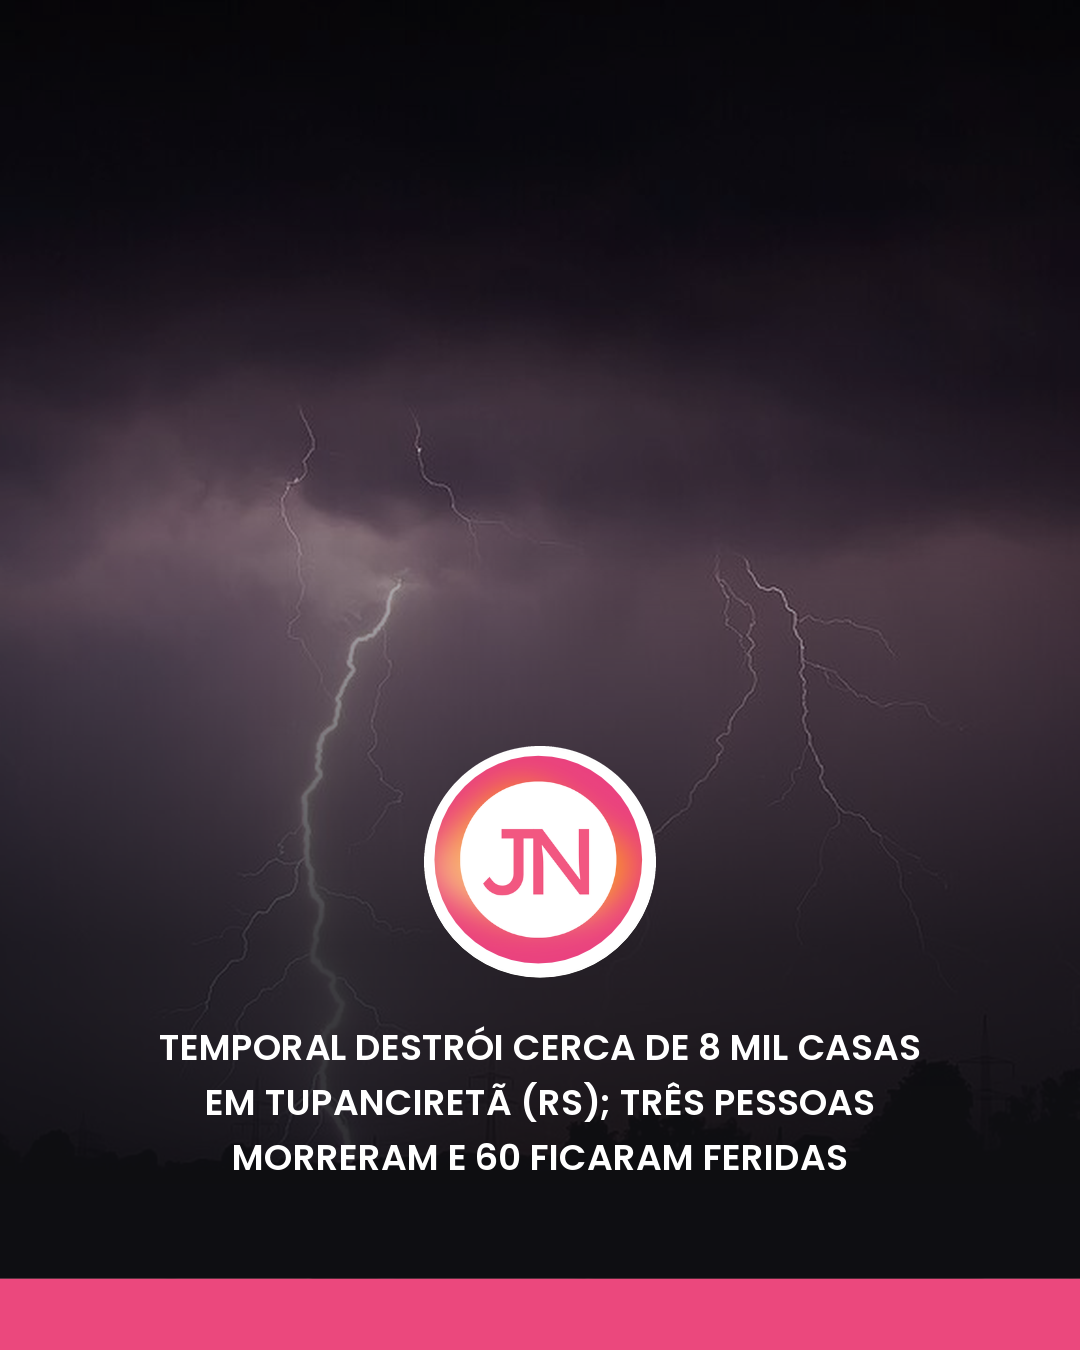 JN
TEMPORAL DESTRÓI CERCA DE 8 MIL CASAS
EM TUPANCIRETÃ (RS); TRÊS PESSOAS
MORRERAM E 60 FICARAM FERIDAS